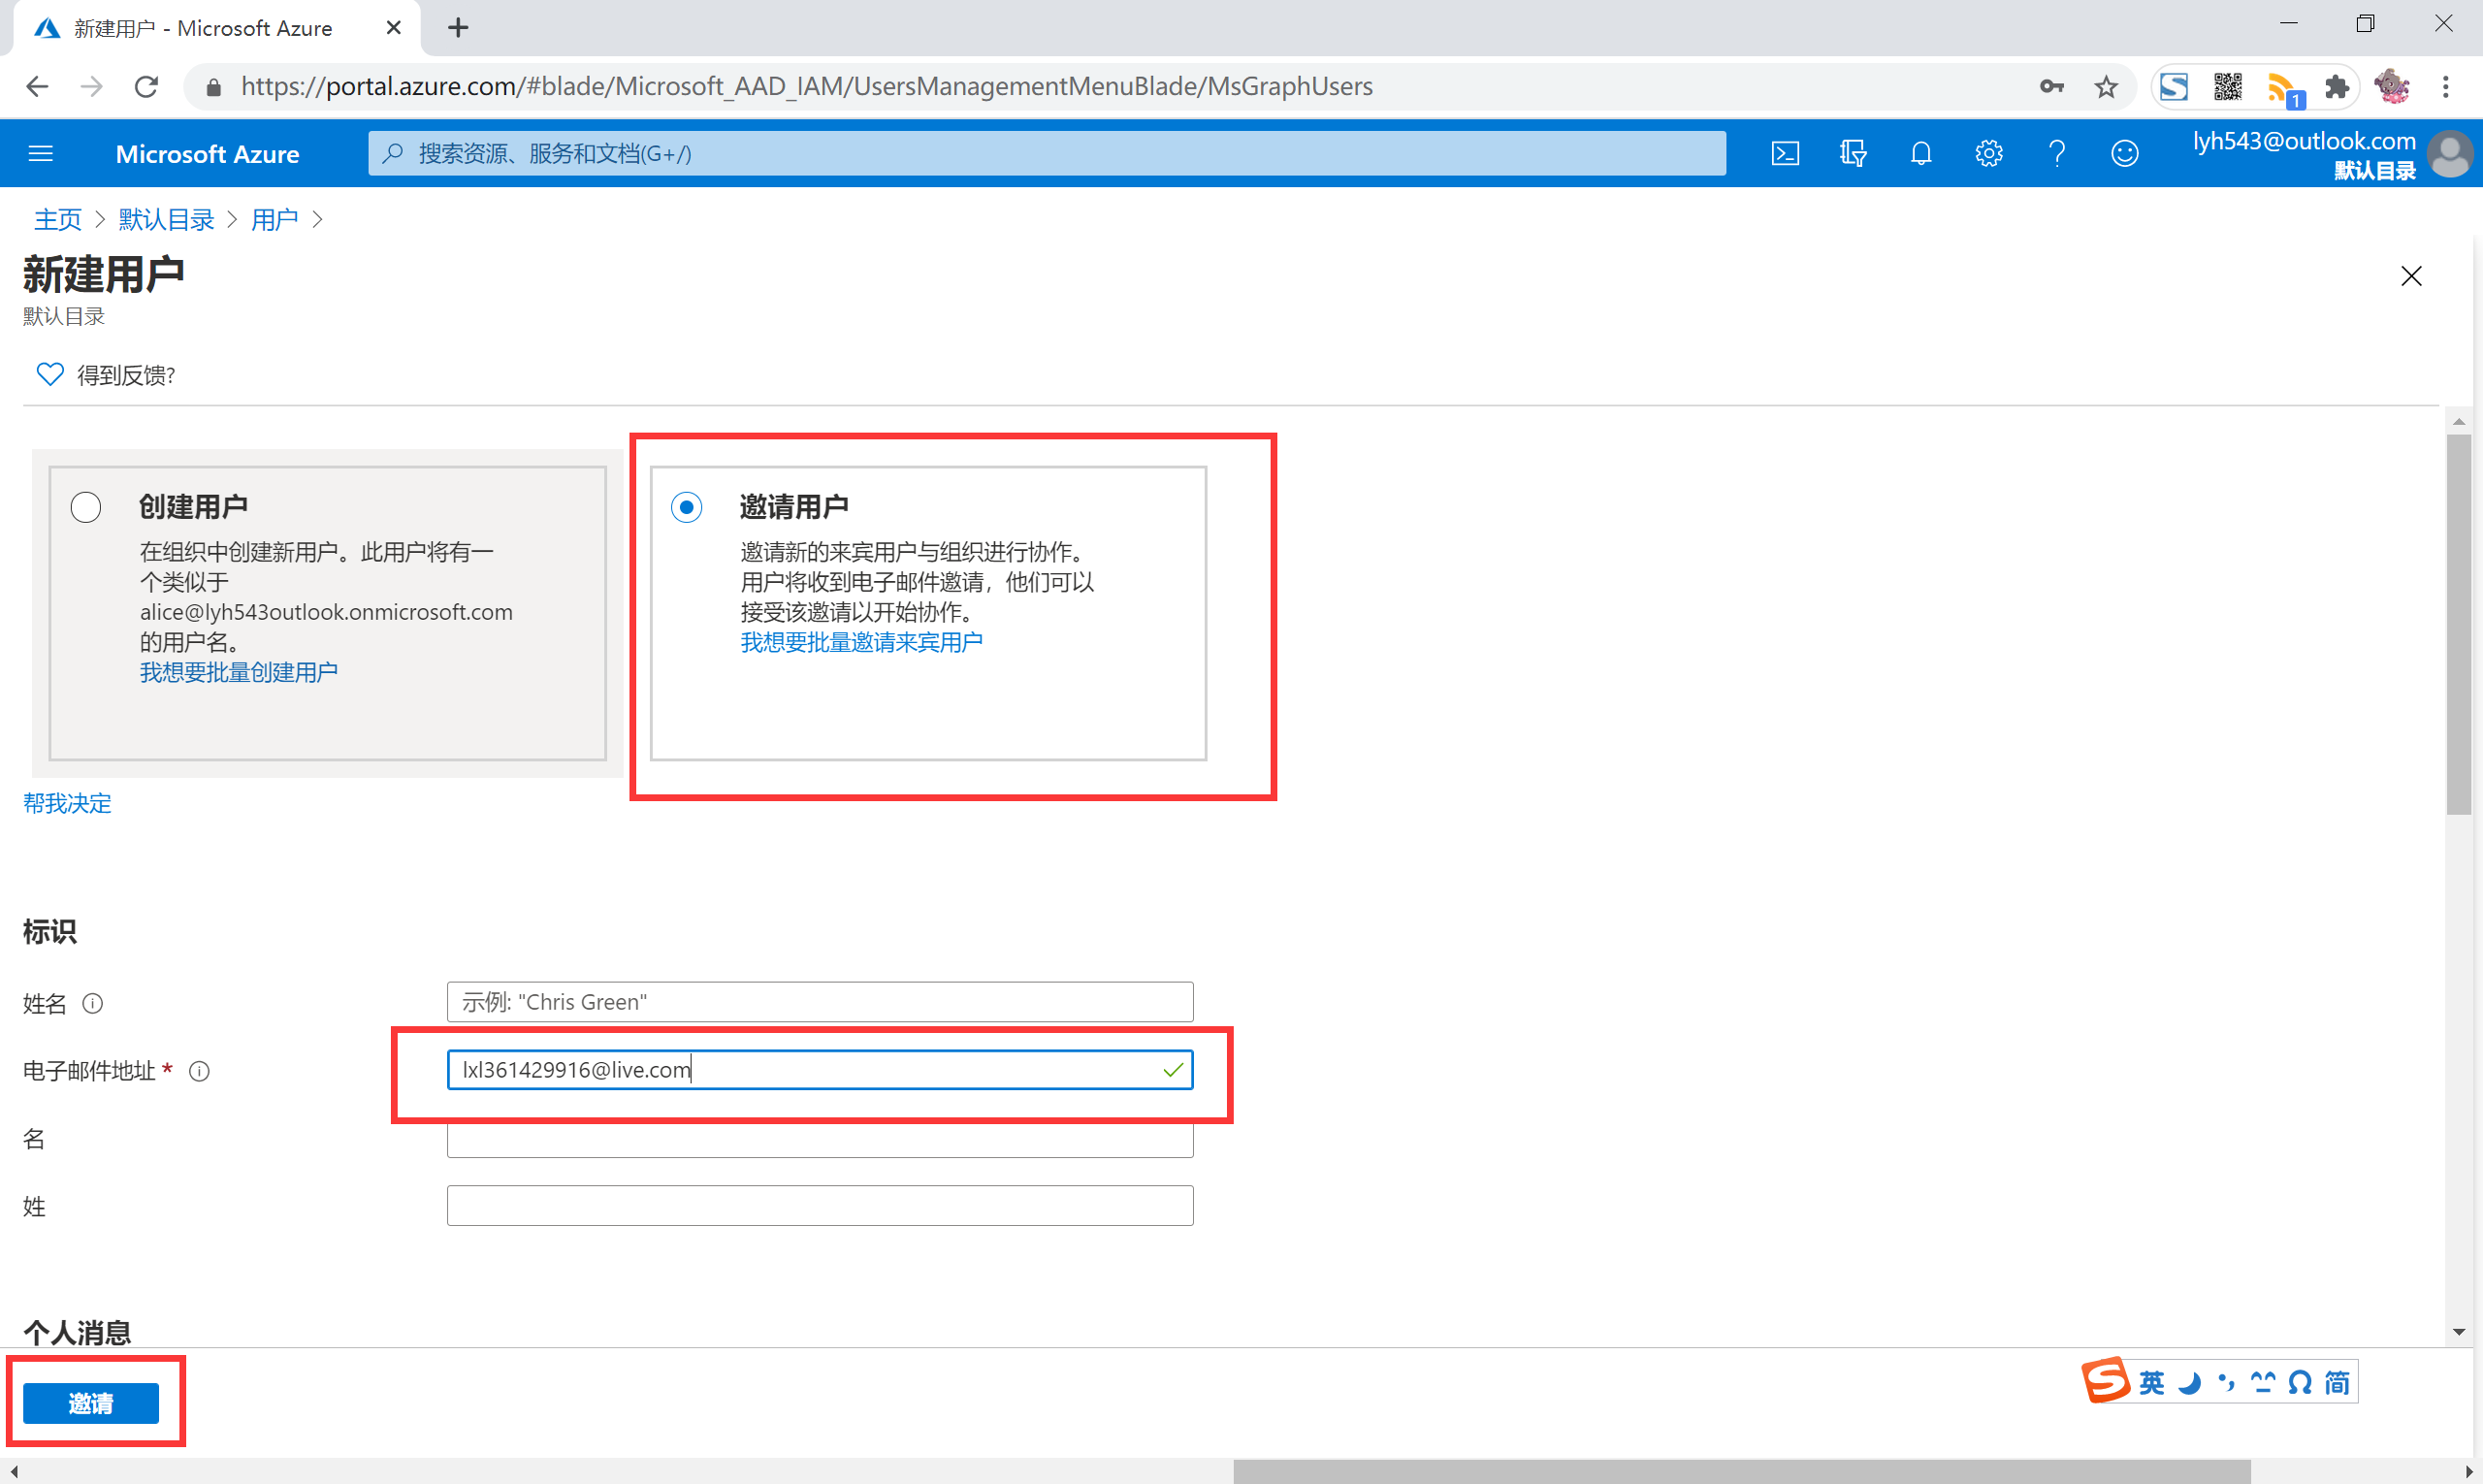 新建用户 - Microsoft Azure
https://portal.azure.com/#blade/Microsoft_AAD_IAM/UsersManagementMenuBlade/MsGraphUsers
1
Microsoft Azure
搜索资源、服务和文档(G+/)
lyh543@outlook.com
默认目录
主页 > 默认目录 > 用户 >
新建用户
默认目录
得到反馈?
创建用户
在组织中创建新用户。此用户将有一
个类似于
alice@lyh543outlook.onmicrosoft.com
的用户名。
我想要批量创建用户
邀请用户
邀请新的来宾用户与组织进行协作。
用户将收到电子邮件邀请，他们可以
接受该邀请以开始协作。
我想要批量邀请来宾用户
帮我决定
标识
姓名
示例: "Chris Green"
电子邮件地址 *
lxl361429916@live.com
名
姓
个人消息
邀请
英 简